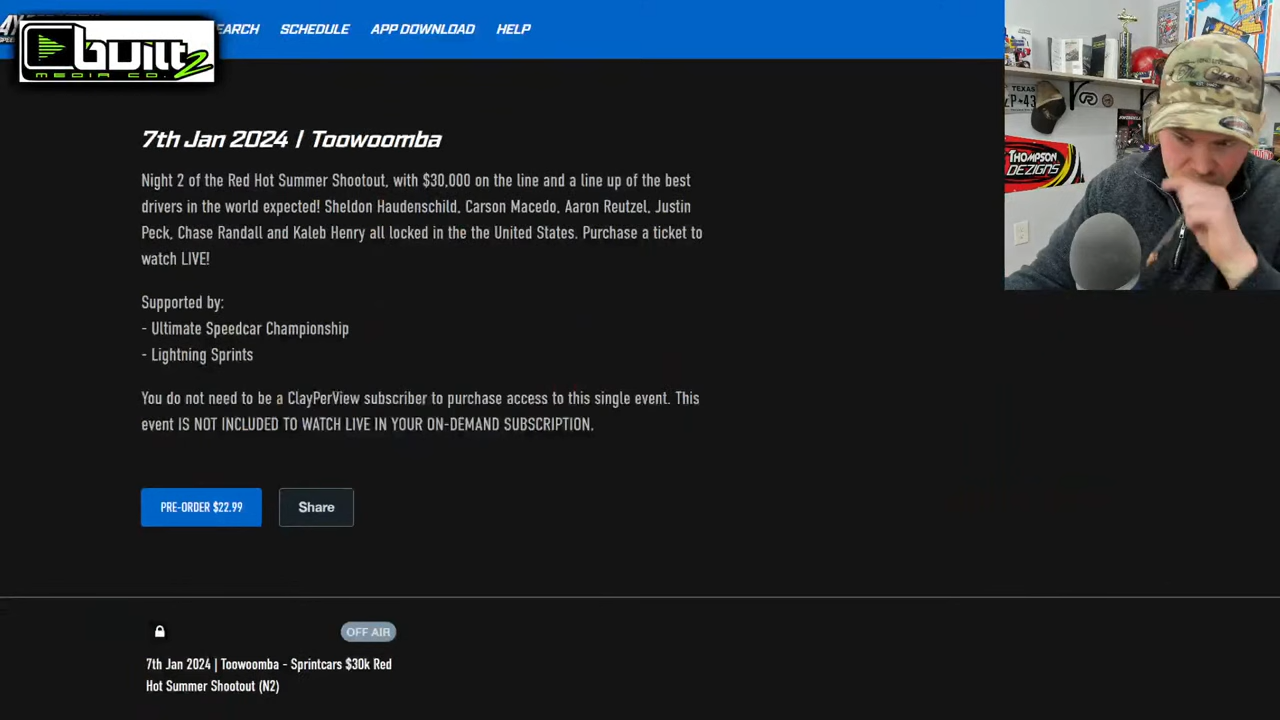 EARCH SCHEDULE APP DOWNLOAD HELP
built2
MEDIA CO.
TEXAS
P 43
THOMPSON
DEZIGNS
7th Jan 2024 | Toowoomba
Night 2 of the Red Hot Summer Shootout, with $30,000 on the line and a line up of the best
drivers in the world expected! Sheldon Haudenschild, Carson Macedo, Aaron Reutzel, Justin
Peck, Chase Randall and Kaleb Henry all locked in the the United States. Purchase a ticket to
watch LIVE!
Supported by:
- Ultimate Speedcar Championship
- Lightning Sprints
You do not need to be a ClayPerView subscriber to purchase access to this single event. This
event IS NOT INCLUDED TO WATCH LIVE IN YOUR ON-DEMAND SUBSCRIPTION.
PRE-ORDER $22.99 Share
OFF AIR
7th Jan 2024 | Toowoomba - Sprintcars $30k Red
Hot Summer Shootout (N2)